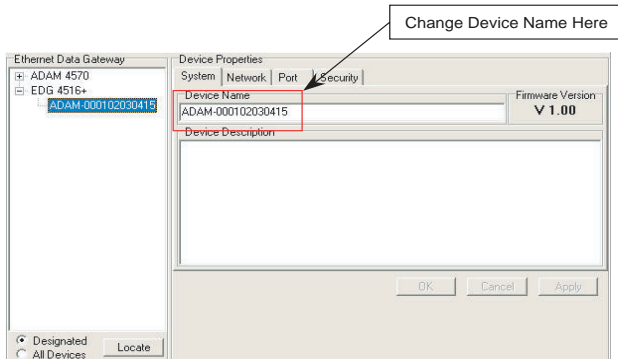 Change Device Name Here
Ethernet Data Gateway
ADAM 4570
EDG 4516+
ADAM-000102030415
Designated
All Devices
Locate
Device Properties
System Network Port Security
Device Name
ADAM-000102030415
Firmware Version
V 1.00
Device Description
OK Cancel Apply